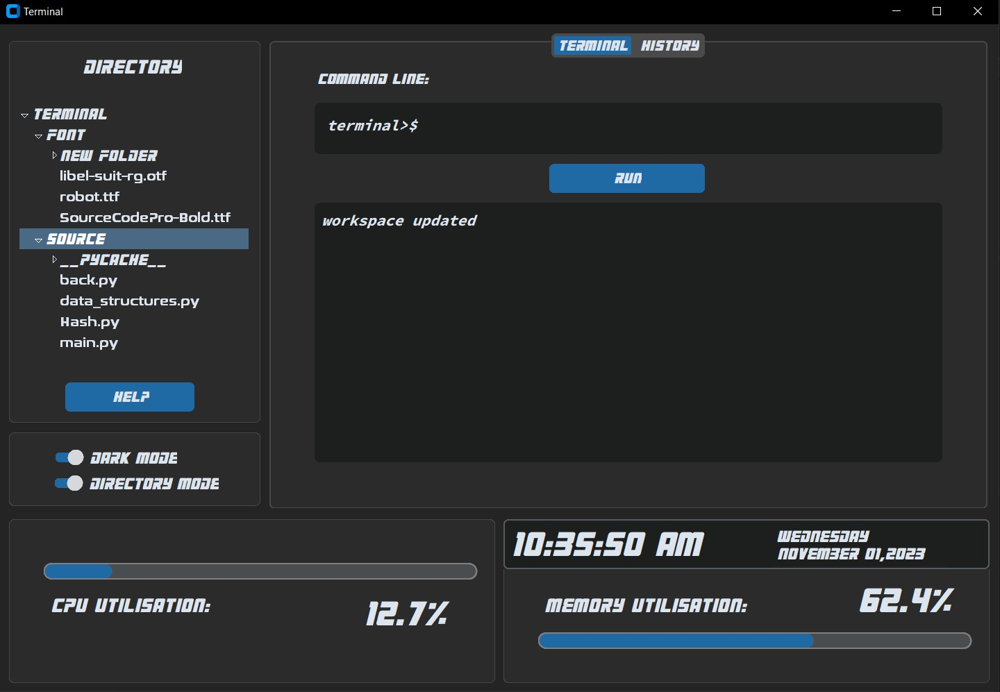 Terminal
DIRECTORY
TERMINAL
FONT
NEW FOLDER
libel-suit-rg.otf
robot.ttf
SourceCodePro-Bold.ttf
SOURCE
__PYCACHE__
back.py
data_structures.py
Hash.py
main.py
HELP
DARK MODE
DIRECTORY MODE
TERMINAL HISTORY
COMMAND LINE:
terminal>$
RUN
workspace updated
CPU UTILISATION:
12.7%
10:35:50 AM
WEDNESDAY
NOVEMBER 01,2023
MEMORY UTILISATION:
62.4%